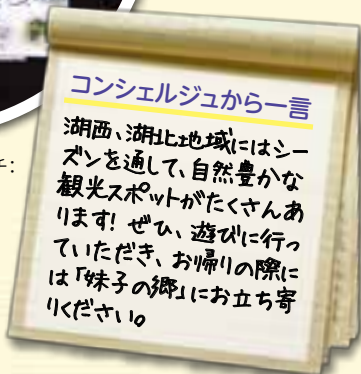 コンシェルジュから一言
湖西、湖北地域にはシー
ズンを通して、自然豊かな
観光スポットがたくさんあ
ります! ぜひ、遊びに行っ
ていただき、お帰りの際に
は「妹子の郷」にお立ち寄
りください。